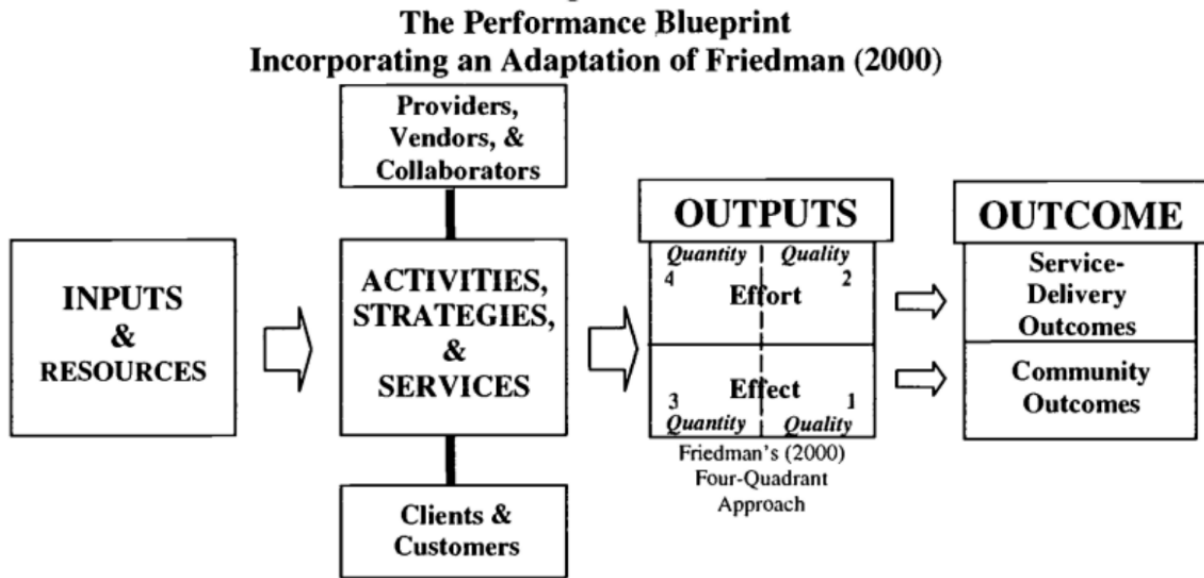 The Performance Blueprint
Incorporating an Adaptation of Friedman (2000)
Providers,
Vendors, &
Collaborators
INPUTS
&
RESOURCES
ACTIVITIES,
STRATEGIES,
&
SERVICES
Clients &
Customers
OUTPUTS
Quantity Quality
4 2
Effort
Effect
3 1
Quantity Quality
Friedman's (2000)
Four-Quadrant
Approach
OUTCOME
Service-
Delivery
Outcomes
Community
Outcomes